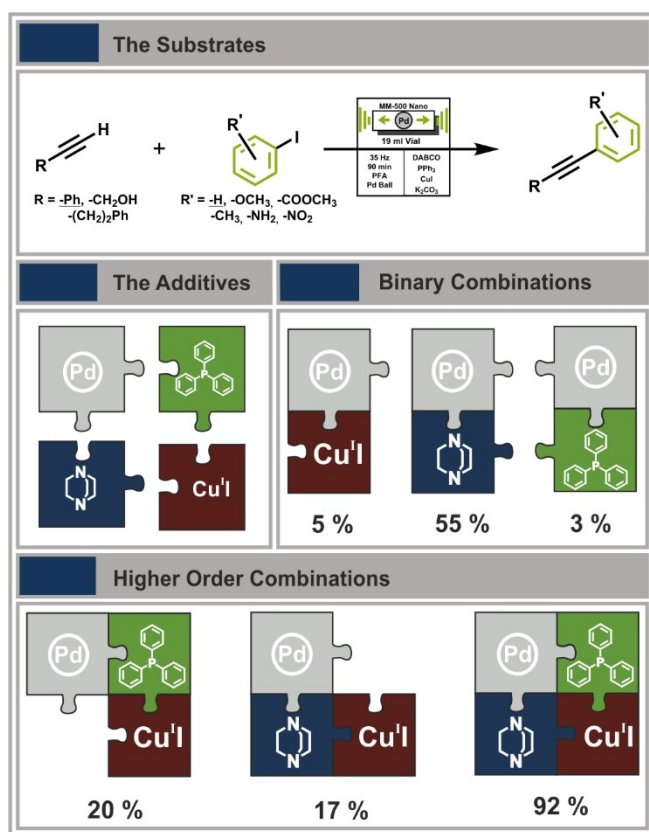 The Substrates
H
R
+
R'
I
MM-500 Nano
Pd
19 ml Vial
35 Hz
90 min
PFA
Pd Ball
DABCO
PPh₃
CuI
K₂CO₃
R'
R
R = -Ph, -CH₂OH
-(CH₂)₂Ph
R' = -H, -OCH₃, -COOCH₃
-CH₃, -NH₂, -NO₂
The Additives
Pd
P
N
N
CuᴵI
Binary Combinations
Pd
Pd
Pd
CuᴵI
N
N
P
5 %
55 %
3 %
Higher Order Combinations
Pd
P
CuᴵI
Pd
N
N
CuᴵI
Pd
P
N
N
CuᴵI
20 %
17 %
92 %